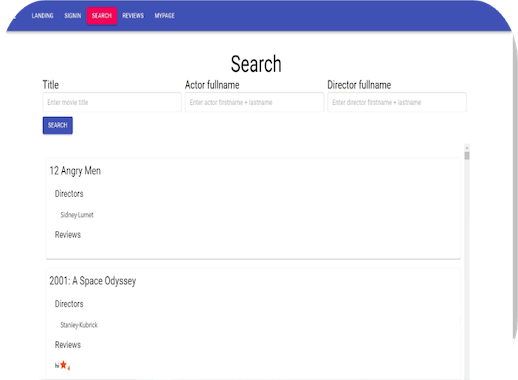 LANDING SIGNIN SEARCH REVIEWS MYPAGE
Search
Title Actor fullname Director fullname
Enter movie title Enter actor firstname + lastname Enter director firstname + lastname
SEARCH
12 Angry Men
Directors
Sidney Lumet
Reviews
2001: A Space Odyssey
Directors
Stanley Kubrick
Reviews
hi